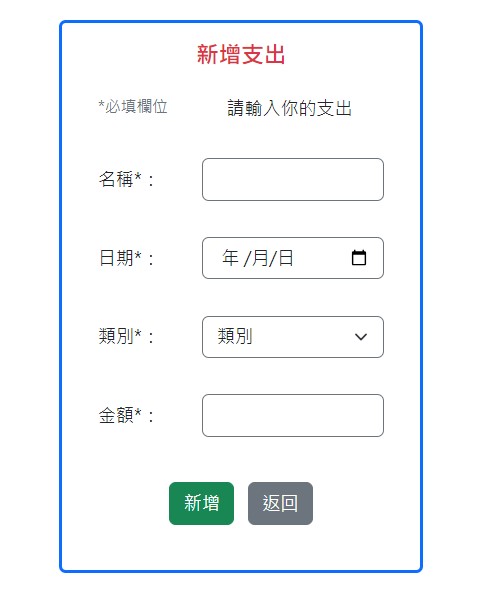 新增支出
*必填欄位 請輸入你的支出
名稱*：
日期*： 年 /月/日
類別*： 類別
金額*：
新增 返回